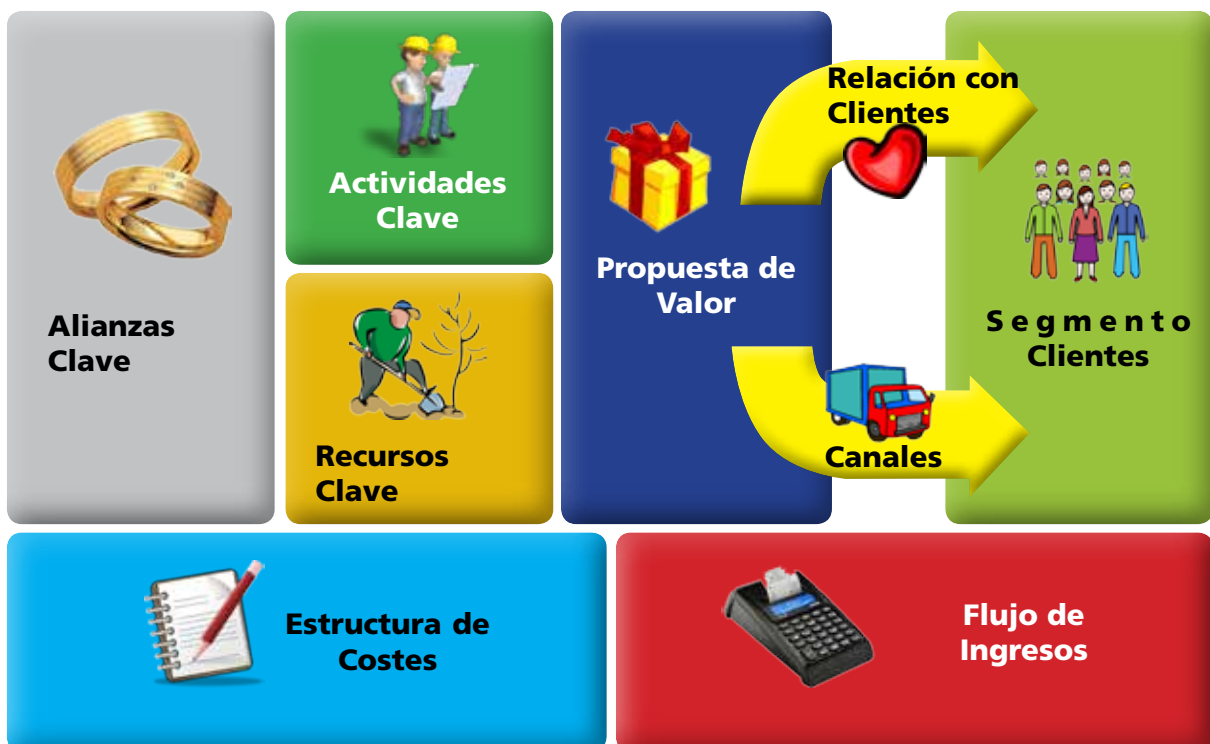 Alianzas
Clave
Actividades
Clave
Recursos
Clave
Propuesta de
Valor
Relación con
Clientes
Canales
Segmento
Clientes
Estructura de
Costes
Flujo de
Ingresos